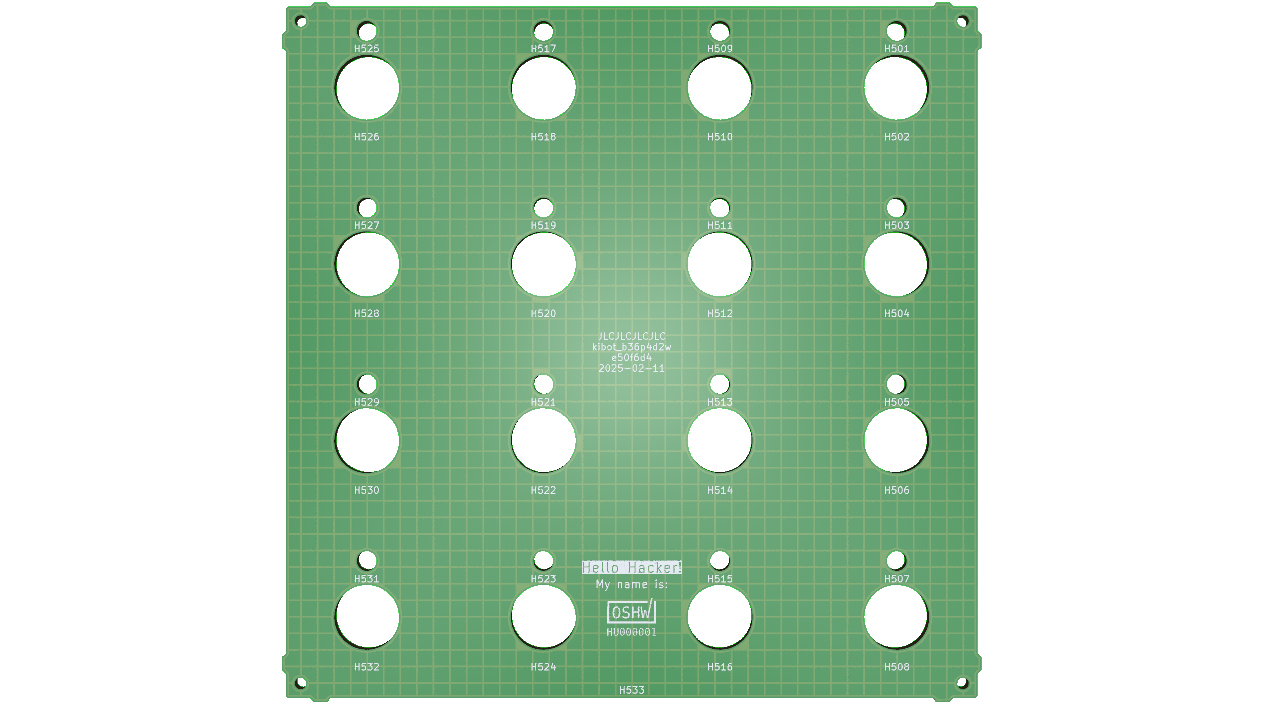 H525 H517 H509 H501
H526 H518 H510 H502
H527 H519 H511 H503
H528 H520 H512 H504
JLCJLCJLCJLC
kibot_b36p4d2w
e50f6d4
2025-02-11
H529 H521 H513 H505
H530 H522 H514 H506
Hello Hacker!
H531 H523 H515 H507
My name is:
OSHW
HU000001
H532 H524 H516 H508
H533